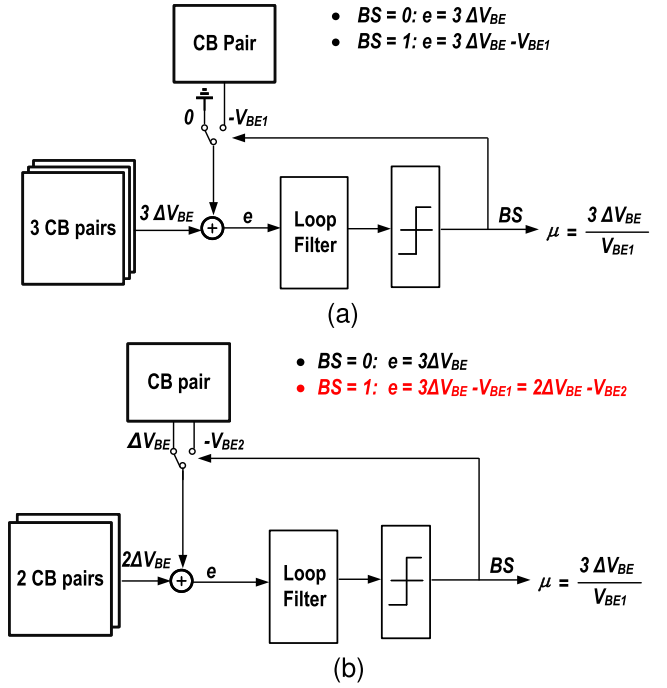 CB Pair
• BS = 0: e = 3 ΔVBE
• BS = 1: e = 3 ΔVBE -VBE1
0
-VBE1
3 CB pairs
3 ΔVBE
+
e
Loop
Filter
BS
μ = 3 ΔVBE / VBE1
(a)
CB pair
• BS = 0: e = 3ΔVBE
• BS = 1: e = 3ΔVBE -VBE1 = 2ΔVBE -VBE2
ΔVBE
-VBE2
2 CB pairs
2ΔVBE
+
e
Loop
Filter
BS
μ = 3 ΔVBE / VBE1
(b)